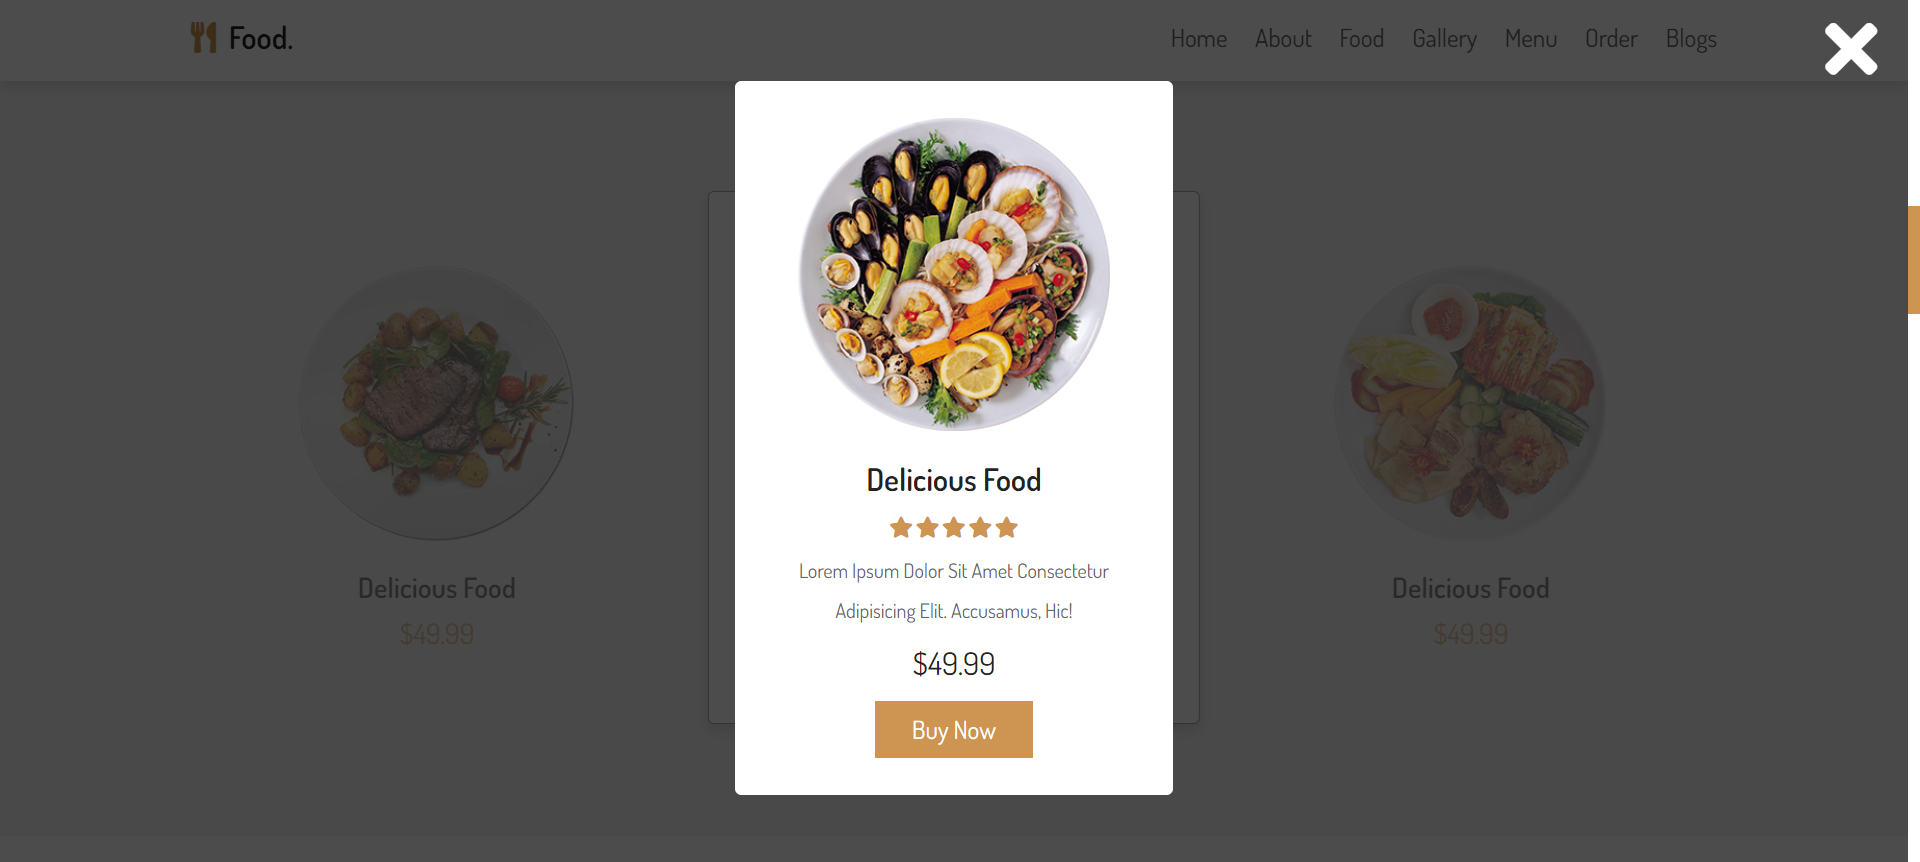 Food.
Home About Food Gallery Menu Order Blogs
Delicious Food
Lorem Ipsum Dolor Sit Amet Consectetur
Adipisicing Elit. Accusamus, Hic!
$49.99
Buy Now
Delicious Food
$49.99
Delicious Food
$49.99